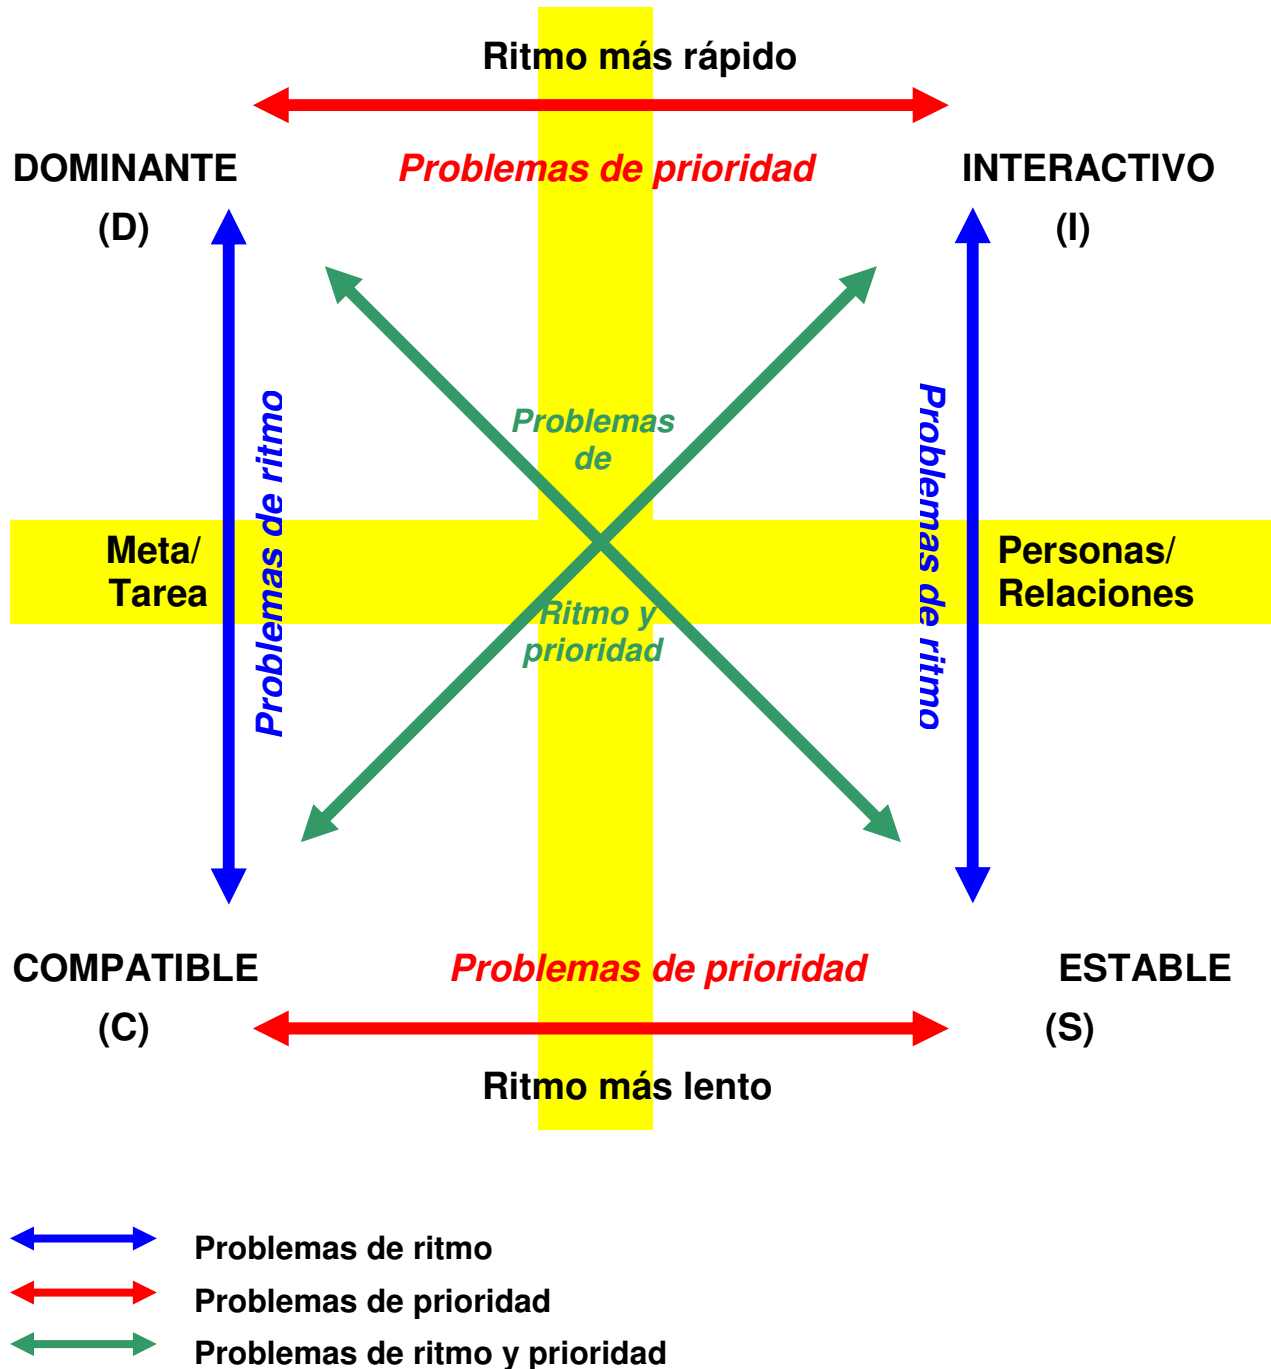 Ritmo más rápido
DOMINANTE
Problemas de prioridad
INTERACTIVO
(D)
(I)
Problemas de ritmo
Problemas
de
Problemas de ritmo
Meta/
Tarea
Personas/
Relaciones
Ritmo y
prioridad
COMPATIBLE
Problemas de prioridad
ESTABLE
(C)
(S)
Ritmo más lento
Problemas de ritmo
Problemas de prioridad
Problemas de ritmo y prioridad